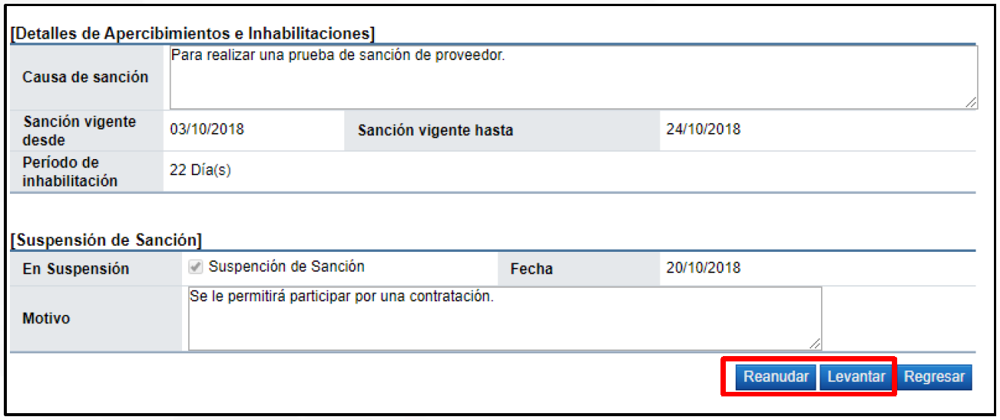 [Detalles de Apercibimientos e Inhabilitaciones]
Causa de sanción
Para realizar una prueba de sanción de proveedor.
Sanción vigente
desde
03/10/2018
Sanción vigente hasta
24/10/2018
Período de
inhabilitación
22 Día(s)
[Suspensión de Sanción]
En Suspensión
Suspención de Sanción
Fecha
20/10/2018
Motivo
Se le permitirá participar por una contratación.
Reanudar
Levantar
Regresar